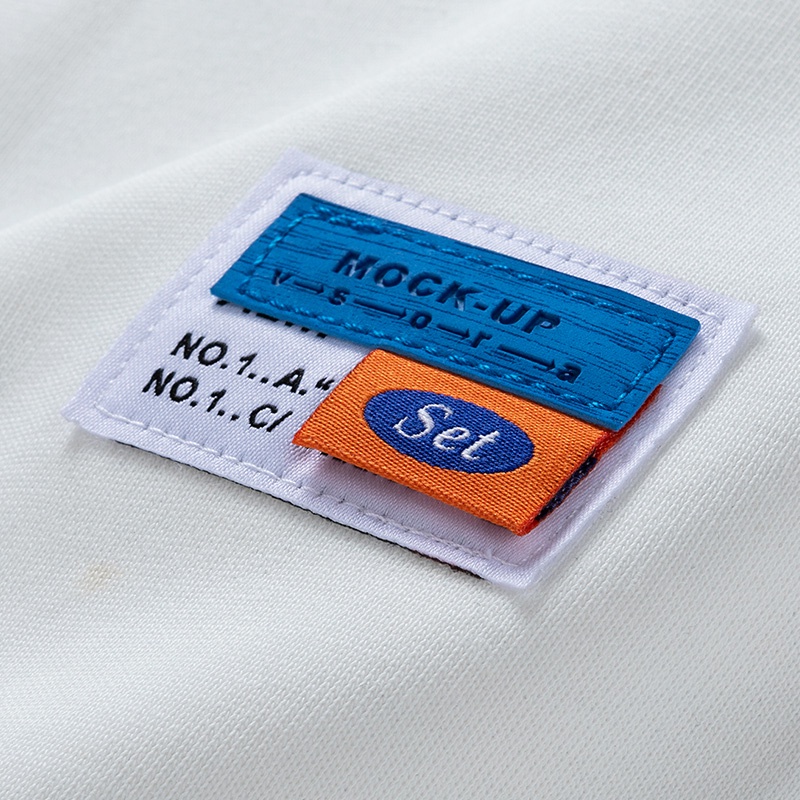 MOCK-UP
v→s→o→r→a
NO.1..A.“
NO.1..C/
Set